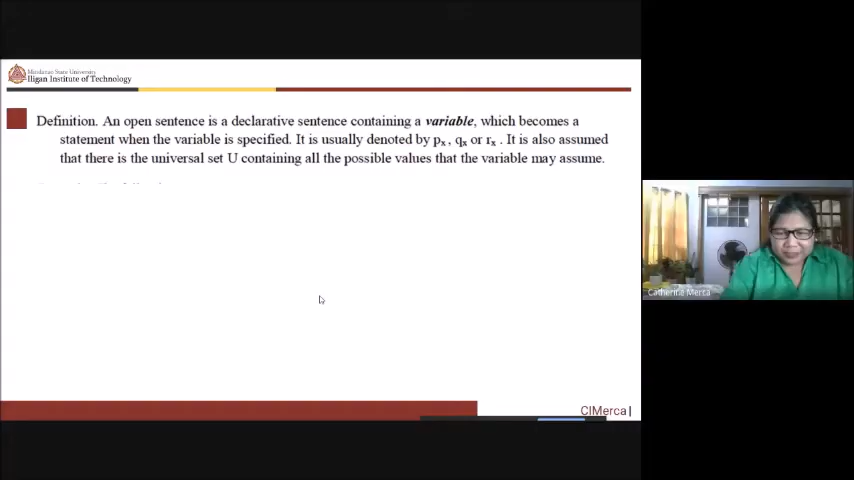 Mindanao State University
Iligan Institute of Technology
Definition. An open sentence is a declarative sentence containing a variable, which becomes a
statement when the variable is specified. It is usually denoted by pₓ, qₓ or rₓ. It is also assumed
that there is the universal set U containing all the possible values that the variable may assume.
Catherine Merca
CIMerca |